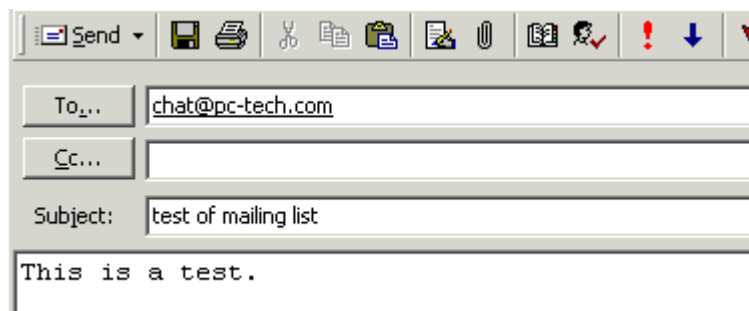 Send
To... chat@pc-tech.com
Cc...
Subject: test of mailing list
This is a test.